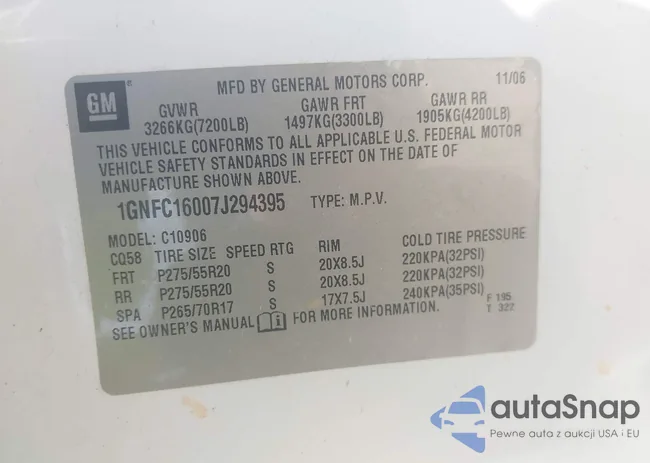 GM
MFD BY GENERAL MOTORS CORP. 11/06
GVWR GAWR FRT GAWR RR
3266KG(7200LB) 1497KG(3300LB) 1905KG(4200LB)
THIS VEHICLE CONFORMS TO ALL APPLICABLE U.S. FEDERAL MOTOR
VEHICLE SAFETY STANDARDS IN EFFECT ON THE DATE OF
MANUFACTURE SHOWN ABOVE.
1GNFC16007J294395 TYPE: M.P.V.
MODEL: C10906
CQ58 TIRE SIZE SPEED RTG RIM COLD TIRE PRESSURE
FRT P275/55R20 S 20X8.5J 220KPA(32PSI)
RR P275/55R20 S 20X8.5J 220KPA(32PSI)
SPA P265/70R17 S 17X7.5J 240KPA(35PSI) F 195
T 322
SEE OWNER'S MANUAL FOR MORE INFORMATION.
autaSnap
Pewne auta z aukcji USA i EU